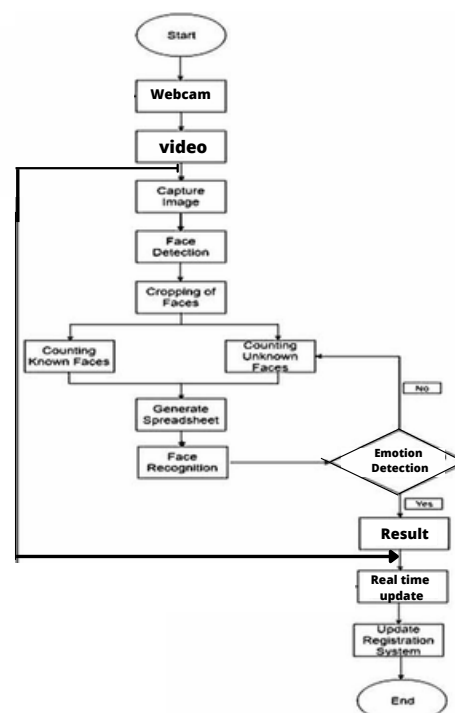 Start
Webcam
video
Capture
Image
Face
Detection
Cropping of
Faces
Counting
Known Faces
Counting
Unknown
Faces
No
Generate
Spreadsheet
Face
Recognition
Emotion
Detection
Yes
Result
Real time
update
Update
Registration
System
End